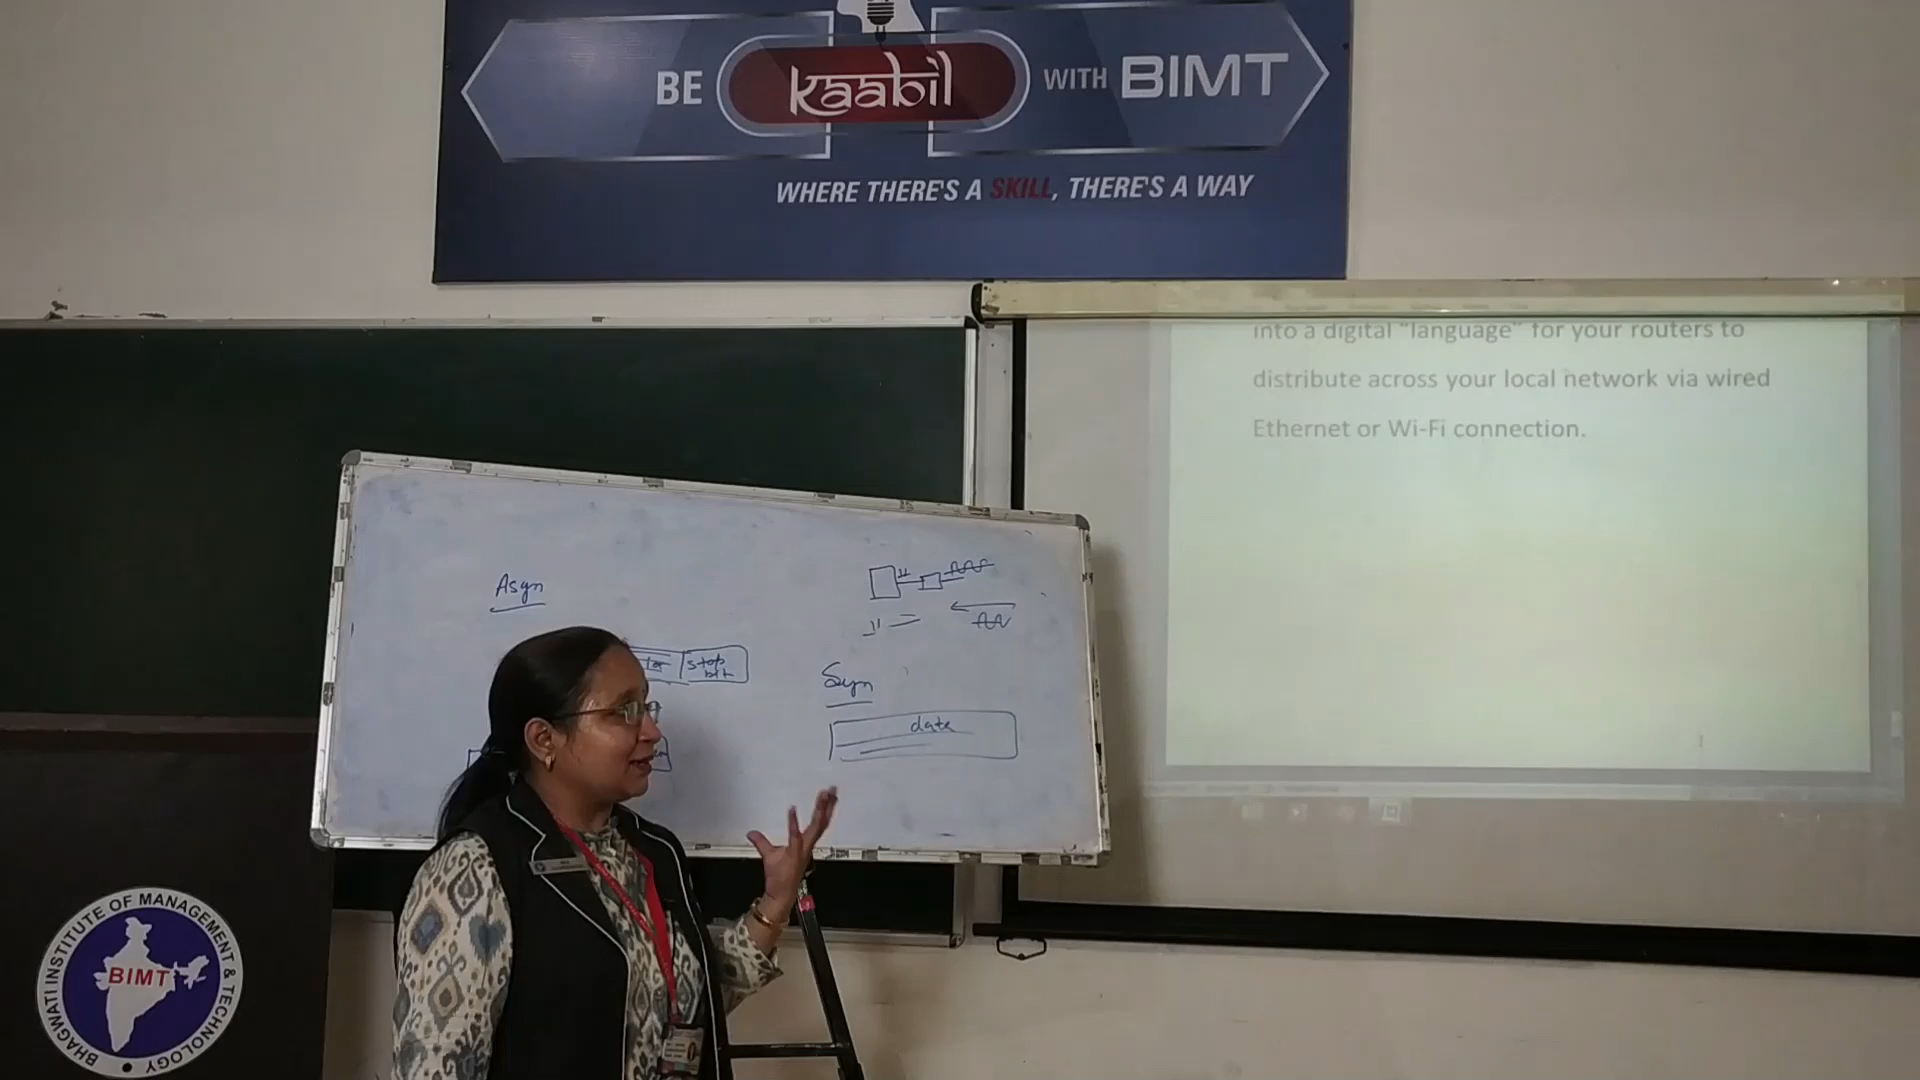 BE kaabil WITH BIMT
WHERE THERE'S A SKILL, THERE'S A WAY
into a digital “language” for your routers to
distribute across your local network via wired
Ethernet or Wi-Fi connection.
Asyn
stop
bit
Syn
data
BHAGWATI INSTITUTE OF MANAGEMENT & TECHNOLOGY
BIMT